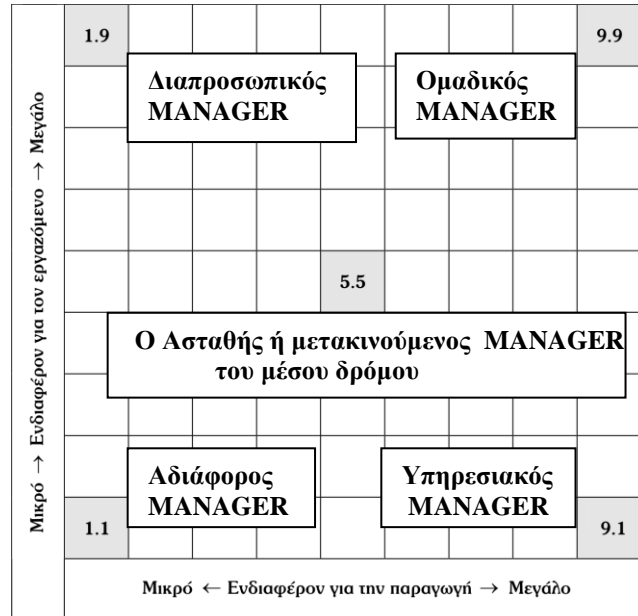 1.9
9.9
Διαπροσωπικός
MANAGER
Ομαδικός
MANAGER
Μικρό → Ενδιαφέρον για τον εργαζόμενο → Μεγάλο
5.5
Ο Ασταθής ή μετακινούμενος MANAGER
του μέσου δρόμου
Αδιάφορος
MANAGER
Υπηρεσιακός
MANAGER
1.1
9.1
Μικρό ← Ενδιαφέρον για την παραγωγή → Μεγάλο